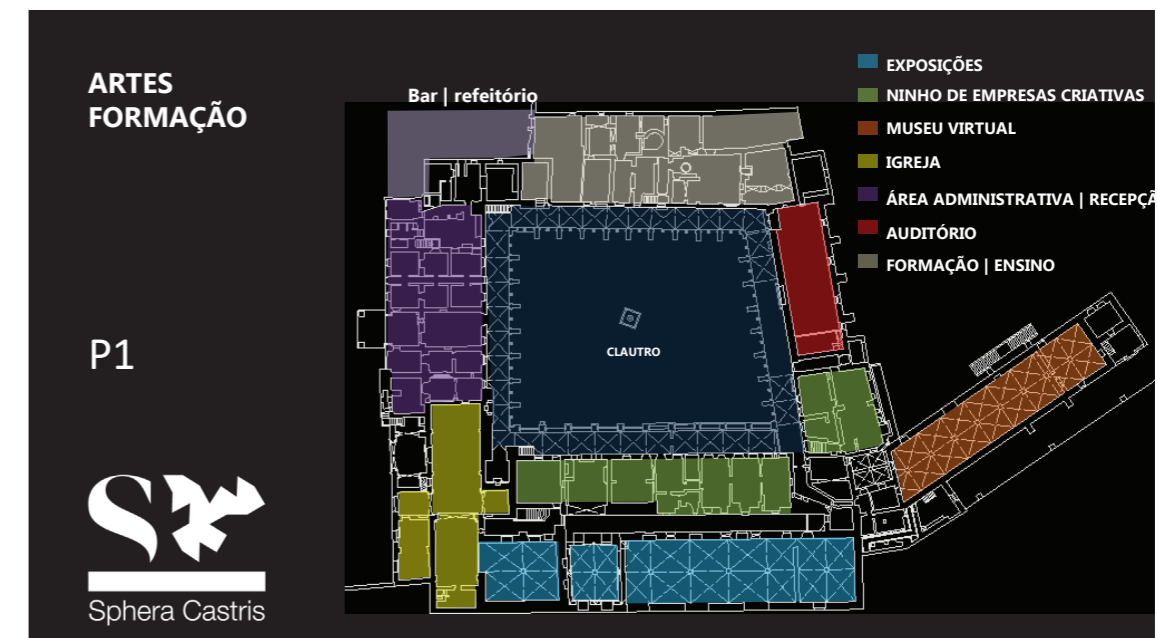 ARTES
FORMAÇÃO
Bar | refeitório
EXPOSIÇÕES
NINHO DE EMPRESAS CRIATIVAS
MUSEU VIRTUAL
IGREJA
ÁREA ADMINISTRATIVA | RECEPÇÃ
AUDITÓRIO
FORMAÇÃO | ENSINO
CLAUTRO
P1
Sphera Castris